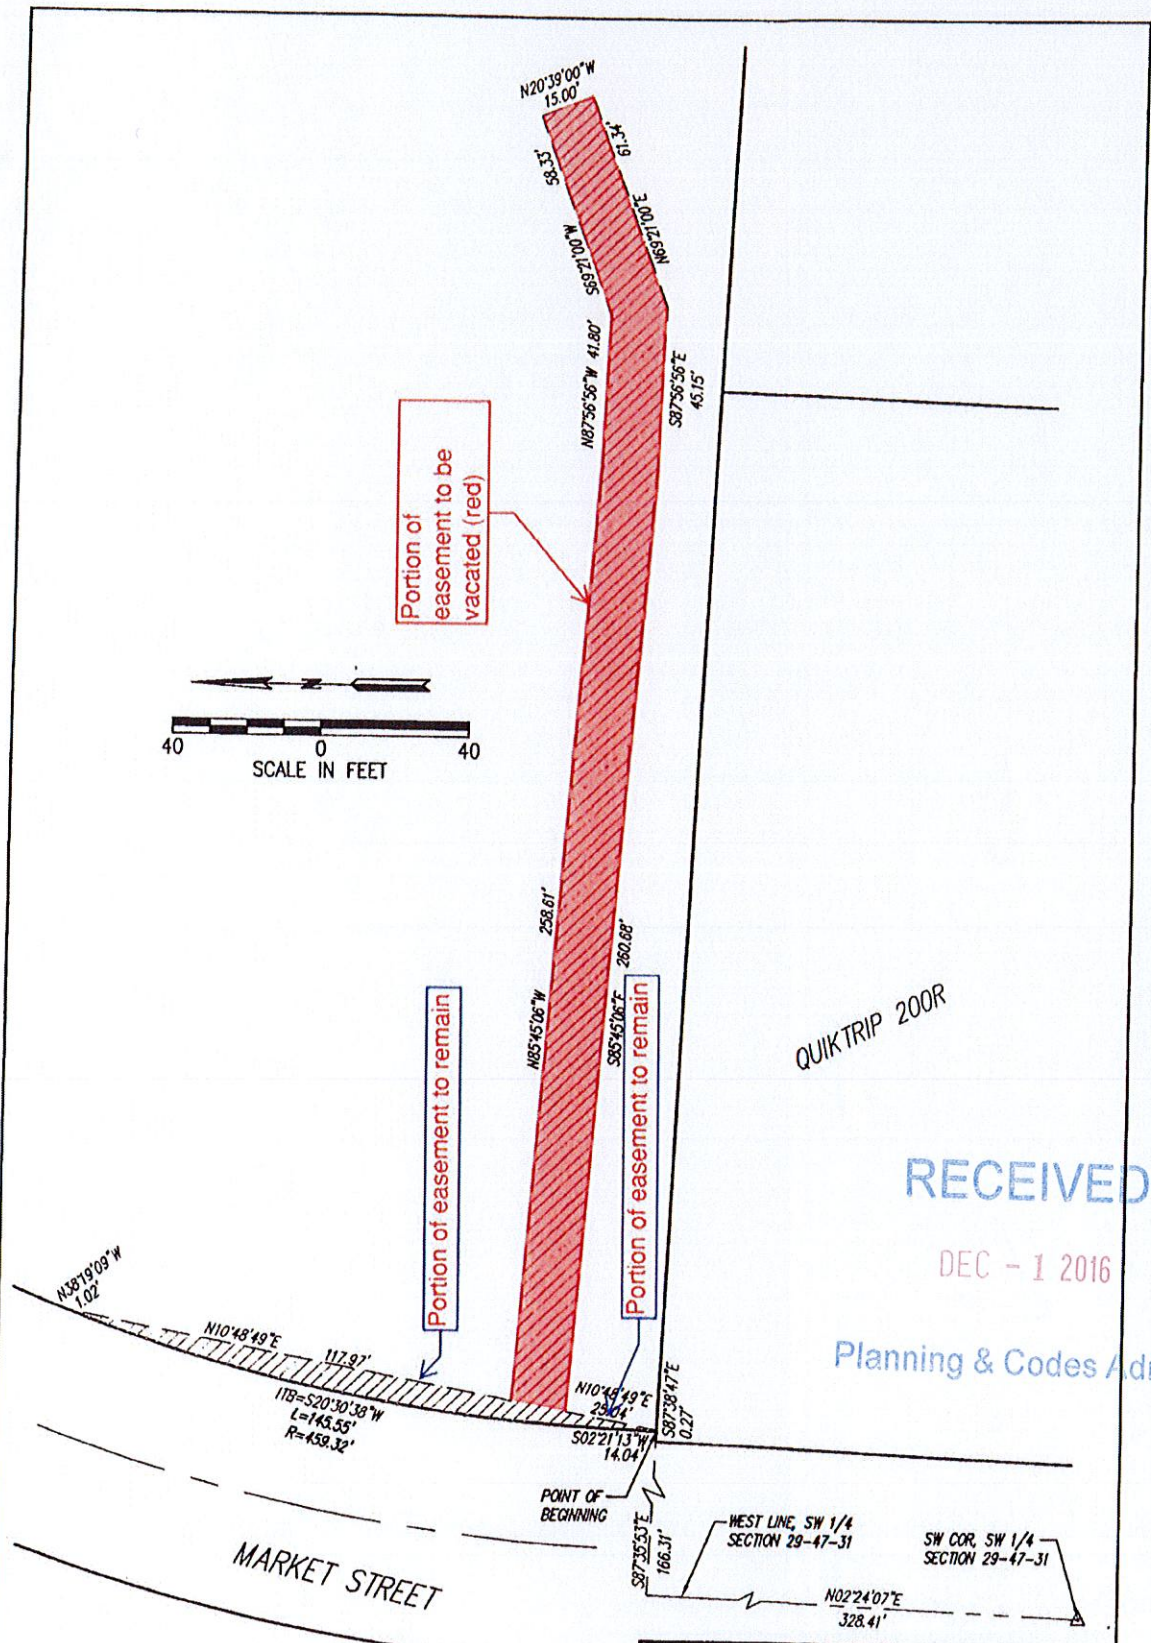 N20°39'00"W
15.00'
58.33'
61.34'
S69°21'00"W
N69°21'00"E
N87°56'56"W 41.80'
S87°56'56"E
45.15'
Portion of
easement to be
vacated (red)
N
40 0 40
SCALE IN FEET
258.61'
N85°45'06"W
260.68'
S85°45'06"E
Portion of easement to remain
Portion of easement to remain
QUIKTRIP 200R
RECEIVED
DEC - 1 2016
Planning & Codes Ad
N38°19'09"W
1.02'
N10°48'49"E
117.97'
ITB=S20°30'38"W
L=145.55'
R=459.32'
N10°48'49"E
25.04'
S02°21'13"W
14.04'
S87°38'47"E
0.27'
POINT OF
BEGINNING
S87°35'53"E
166.31'
WEST LINE, SW 1/4
SECTION 29-47-31
SW COR, SW 1/4
SECTION 29-47-31
N02°24'07"E
328.41'
MARKET STREET